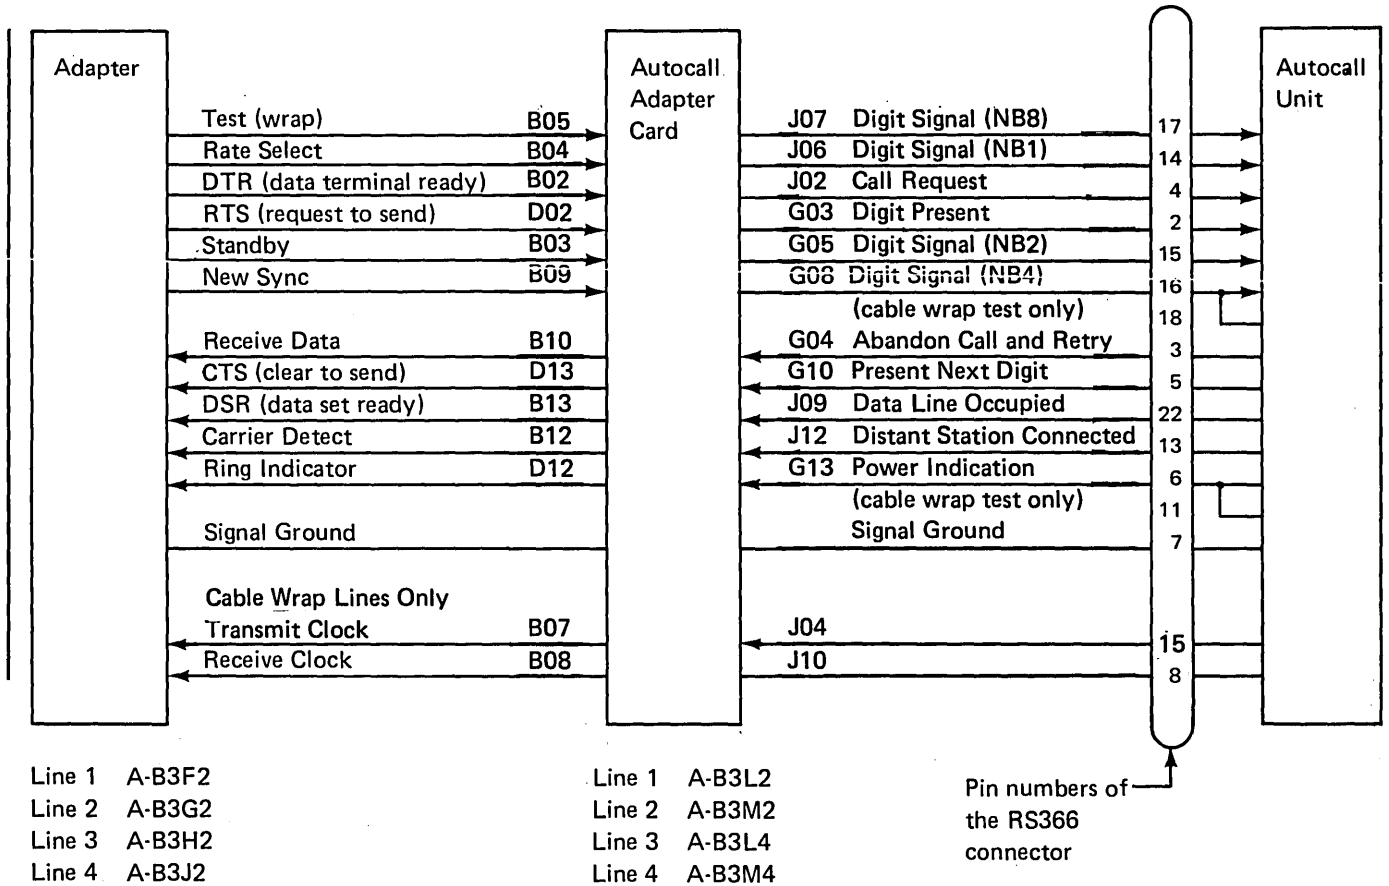 Adapter
Autocall
Adapter
Card
Autocall
Unit
Test (wrap) B05 J07 Digit Signal (NB8) 17
Rate Select B04 J06 Digit Signal (NB1) 14
DTR (data terminal ready) B02 J02 Call Request 4
RTS (request to send) D02 G03 Digit Present 2
Standby B03 G05 Digit Signal (NB2) 15
New Sync B09 G08 Digit Signal (NB4) 16
(cable wrap test only) 18
Receive Data B10 G04 Abandon Call and Retry 3
CTS (clear to send) D13 G10 Present Next Digit 5
DSR (data set ready) B13 J09 Data Line Occupied 22
Carrier Detect B12 J12 Distant Station Connected 13
Ring Indicator D12 G13 Power Indication 6
(cable wrap test only) 11
Signal Ground Signal Ground 7
Cable Wrap Lines Only
Transmit Clock B07 J04 15
Receive Clock B08 J10 8
Line 1 A-B3F2
Line 2 A-B3G2
Line 3 A-B3H2
Line 4 A-B3J2
Line 1 A-B3L2
Line 2 A-B3M2
Line 3 A-B3L4
Line 4 A-B3M4
Pin numbers of
the RS366
connector